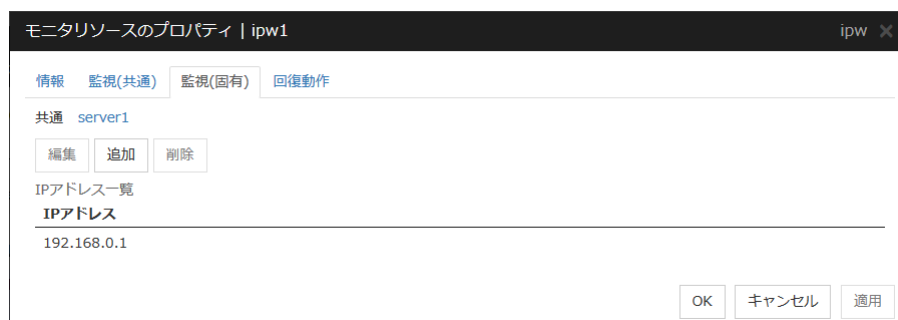 モニタリソースのプロパティ | ipw1 ipw ×
情報 監視(共通) 監視(固有) 回復動作
共通 server1
編集 追加 削除
IPアドレス一覧
IPアドレス
192.168.0.1
OK キャンセル 適用